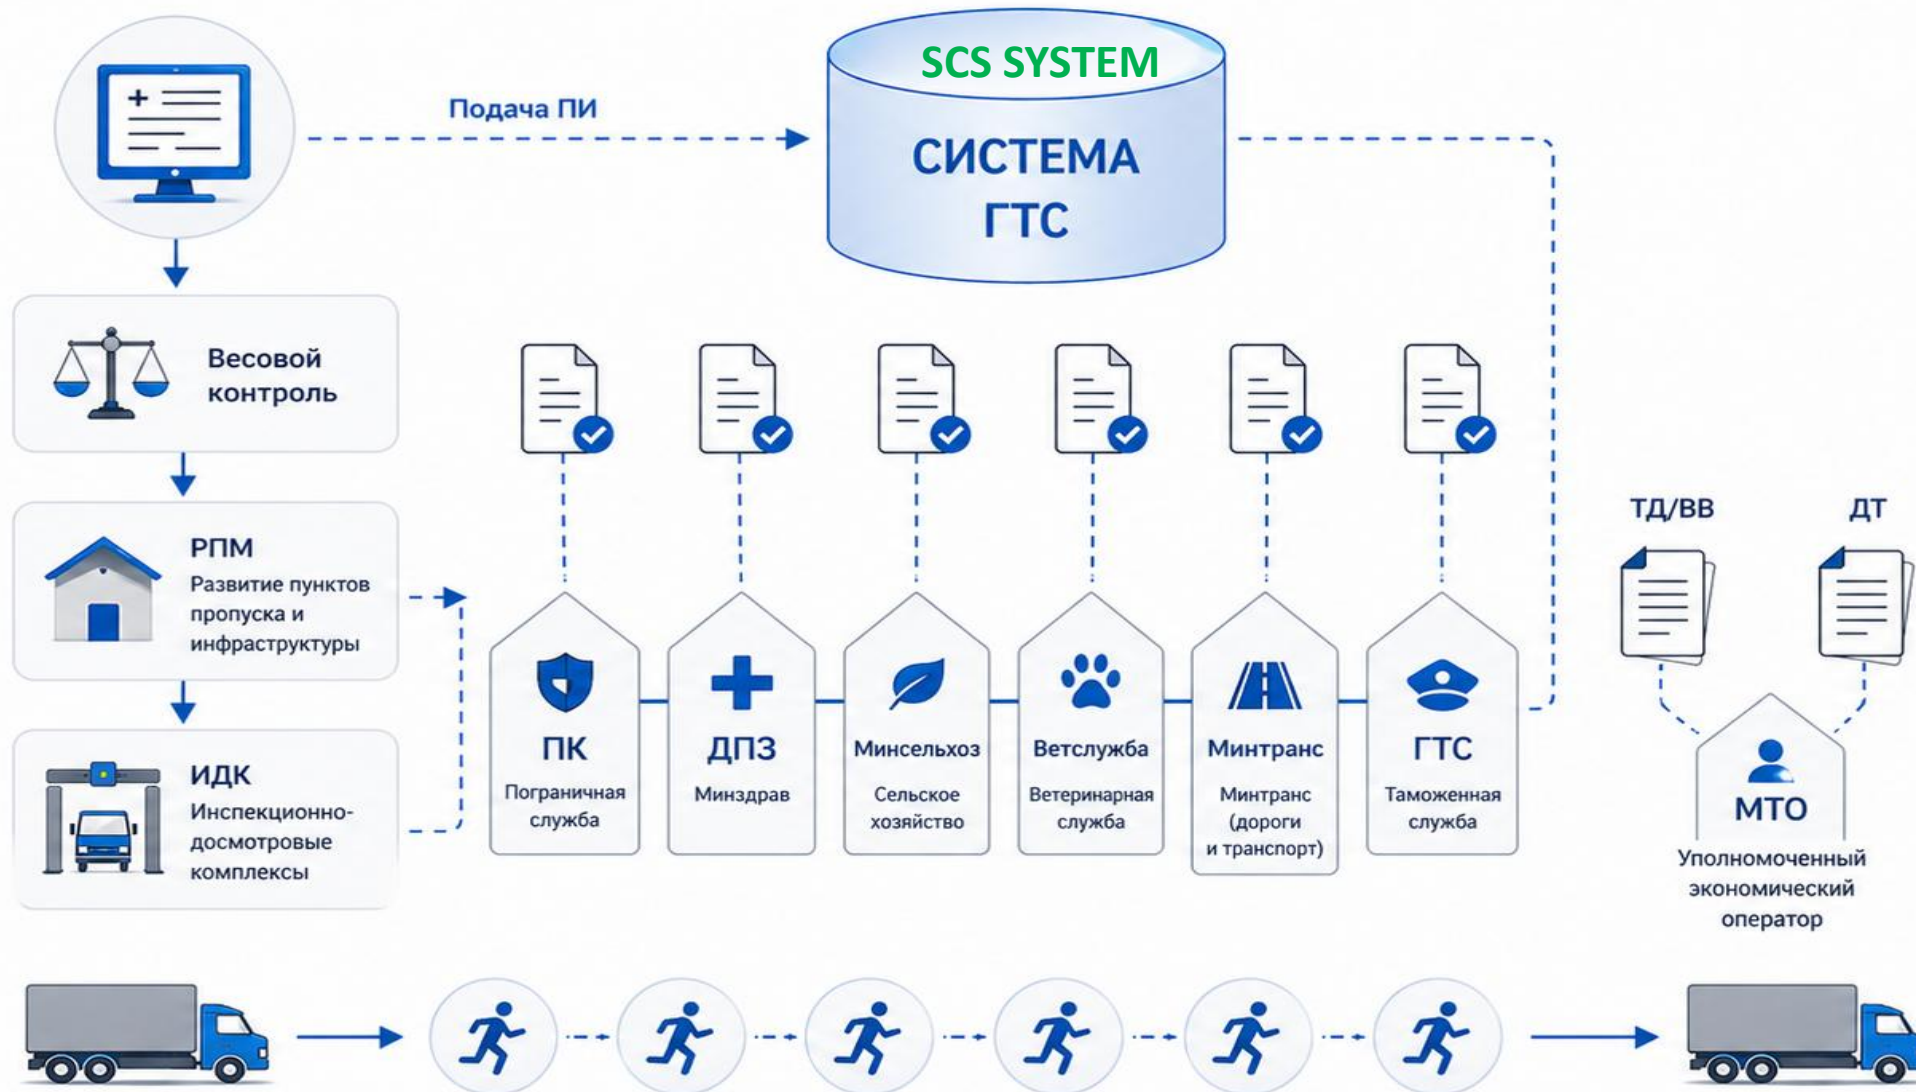 SCS SYSTEM
Подача ПИ
СИСТЕМА
ГТС
Весовой
контроль
РПМ
Развитие пунктов
пропуска и
инфраструктуры
ИДК
Инспекционно-
досмотровые
комплексы
ПК
Пограничная
служба
ДПЗ
Минздрав
Минсельхоз
Сельское
хозяйство
Ветслужба
Ветеринарная
служба
Минтранс
Минтранс
(дороги
и транспорт)
ГТС
Таможенная
служба
ТД/ВВ
ДТ
МТО
Уполномоченный
экономический
оператор